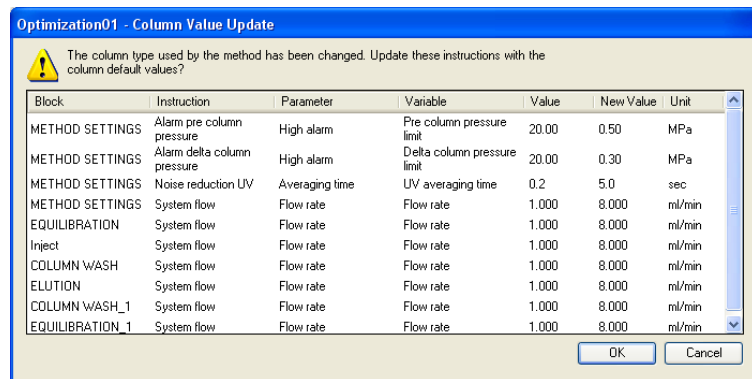 Optimization01 - Column Value Update
The column type used by the method has been changed. Update these instructions with the
column default values?
Block Instruction Parameter Variable Value New Value Unit
METHOD SETTINGS Alarm pre column pressure High alarm Pre column pressure limit 20.00 0.50 MPa
METHOD SETTINGS Alarm delta column pressure High alarm Delta column pressure limit 20.00 0.30 MPa
METHOD SETTINGS Noise reduction UV Averaging time UV averaging time 0.2 5.0 sec
METHOD SETTINGS System flow Flow rate Flow rate 1.000 8.000 ml/min
EQUILIBRATION System flow Flow rate Flow rate 1.000 8.000 ml/min
Inject System flow Flow rate Flow rate 1.000 8.000 ml/min
COLUMN WASH System flow Flow rate Flow rate 1.000 8.000 ml/min
ELUTION System flow Flow rate Flow rate 1.000 8.000 ml/min
COLUMN WASH_1 System flow Flow rate Flow rate 1.000 8.000 ml/min
EQUILIBRATION_1 System flow Flow rate Flow rate 1.000 8.000 ml/min
OK Cancel